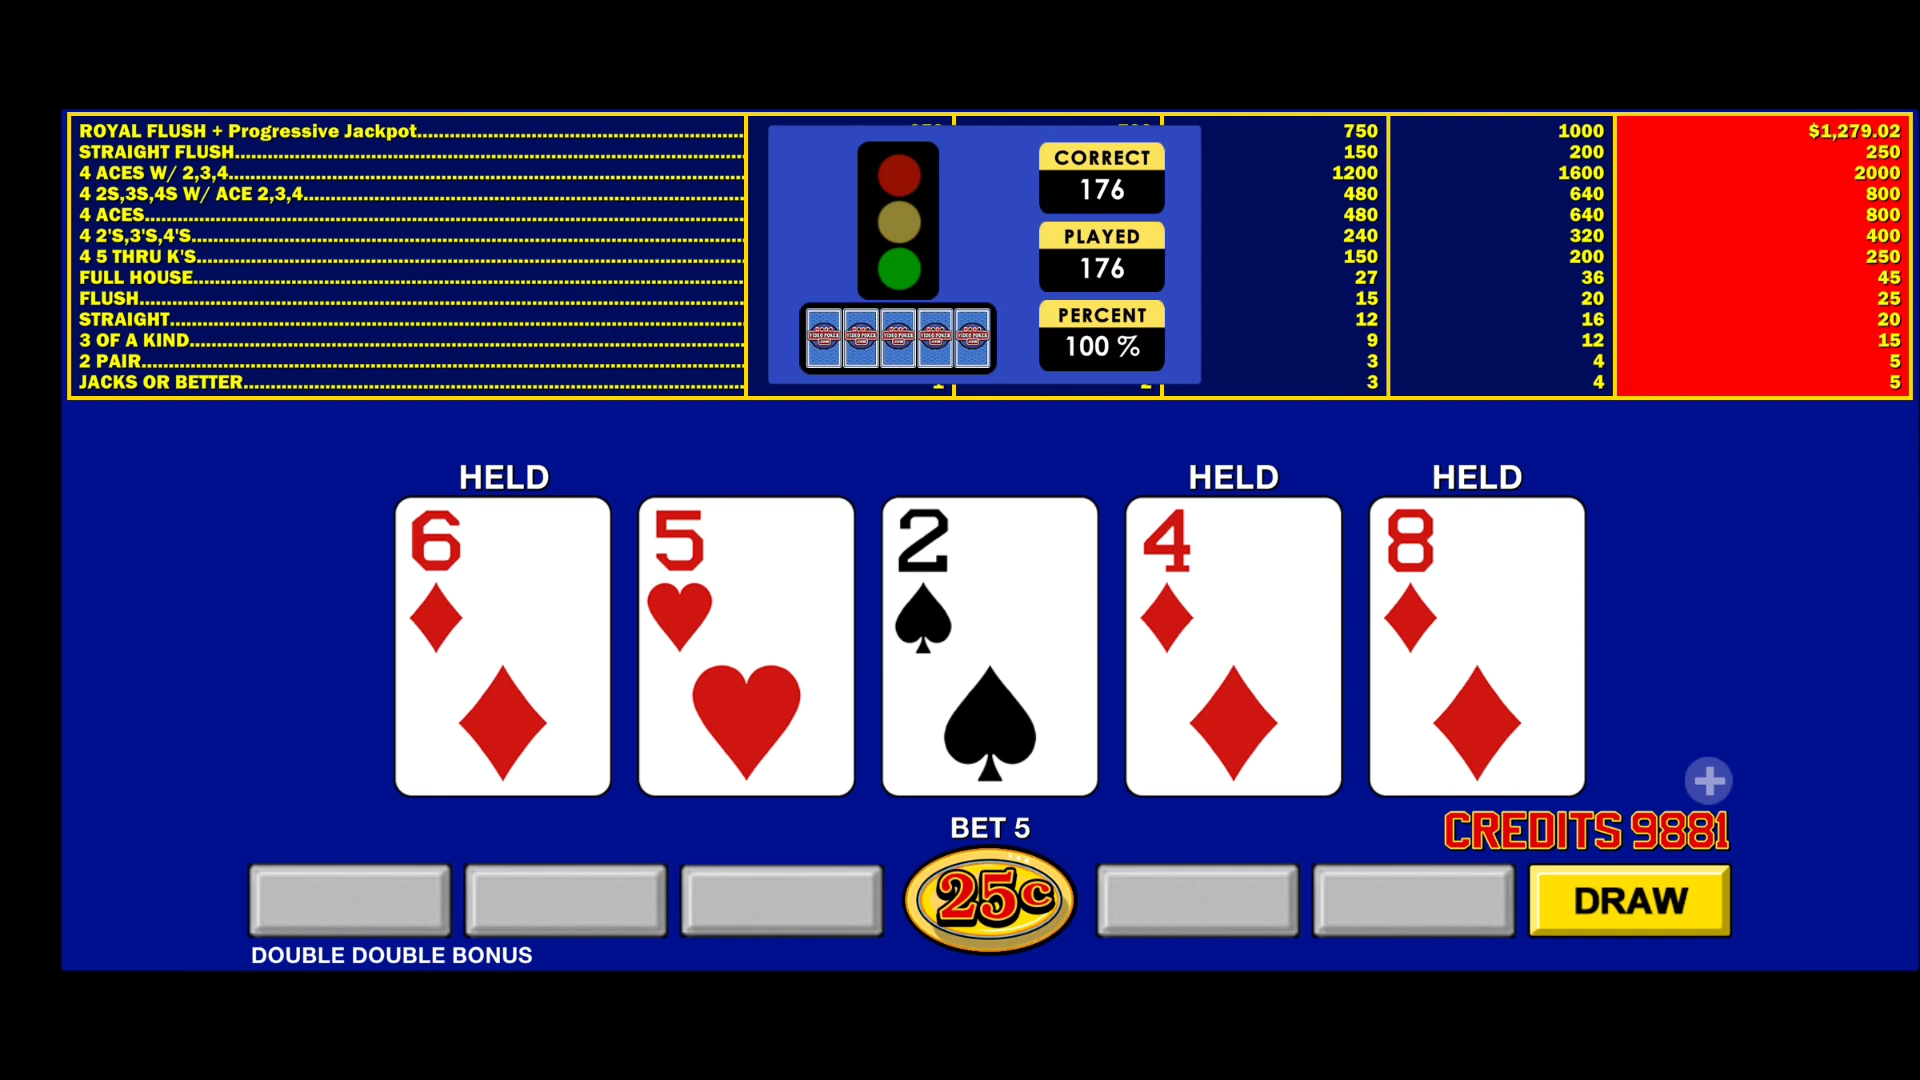 ROYAL FLUSH + Progressive Jackpot 750 1000 $1,279.02
STRAIGHT FLUSH 150 200 250
4 ACES W/ 2,3,4 1200 1600 2000
4 2S,3S,4S W/ ACE 2,3,4 480 640 800
4 ACES 480 640 800
4 2'S,3'S,4'S 240 320 400
4 5 THRU K'S 150 200 250
FULL HOUSE 27 36 45
FLUSH 15 20 25
STRAIGHT 12 16 20
3 OF A KIND 9 12 15
2 PAIR 3 4 5
JACKS OR BETTER 3 4 5
CORRECT
176
PLAYED
176
PERCENT
100 %
HELD HELD HELD
6 5 2 4 8
BET 5
CREDITS 9881
25¢
DRAW
DOUBLE DOUBLE BONUS